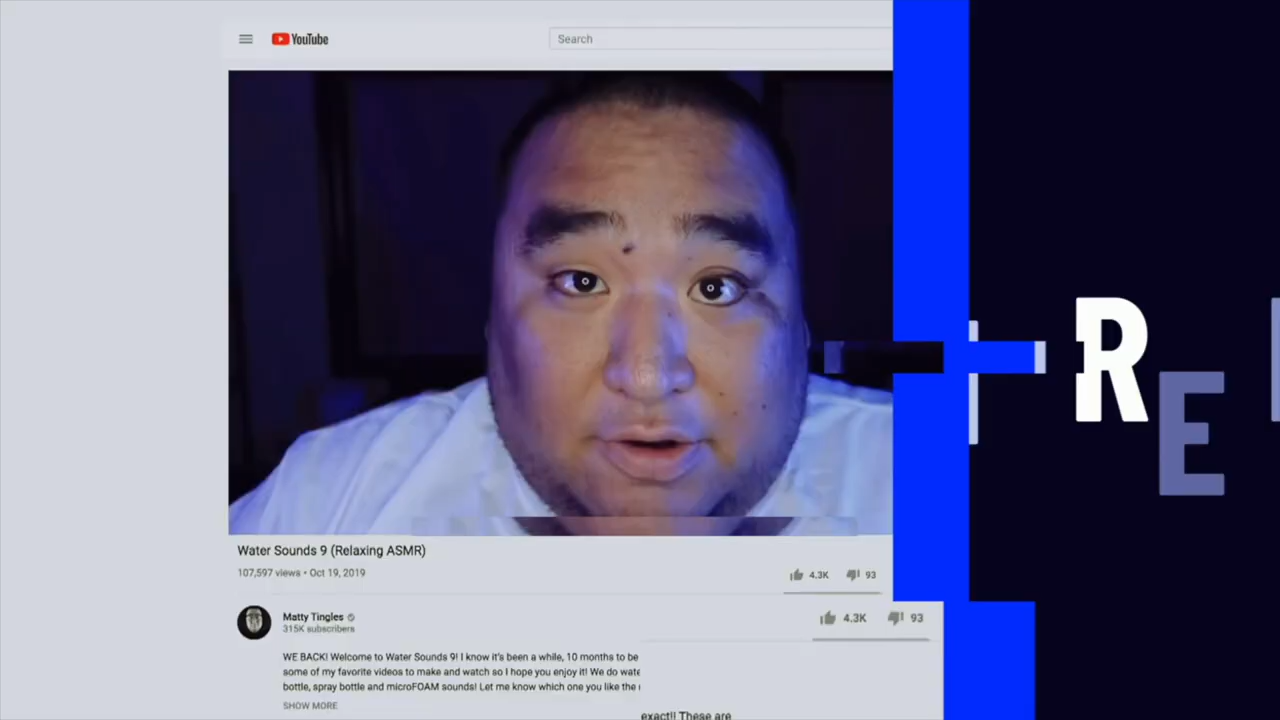 YouTube
Search
Water Sounds 9 (Relaxing ASMR)
107,597 views • Oct 19, 2019
4.3K 93
Matty Tingles
315K subscribers
4.3K 93
WE BACK! Welcome to Water Sounds 9! I know it's been a while, 10 months to be
some of my favorite videos to make and watch so I hope you enjoy it! We do wate
bottle, spray bottle and microFOAM sounds! Let me know which one you like the
SHOW MORE
exact!! These are
RE